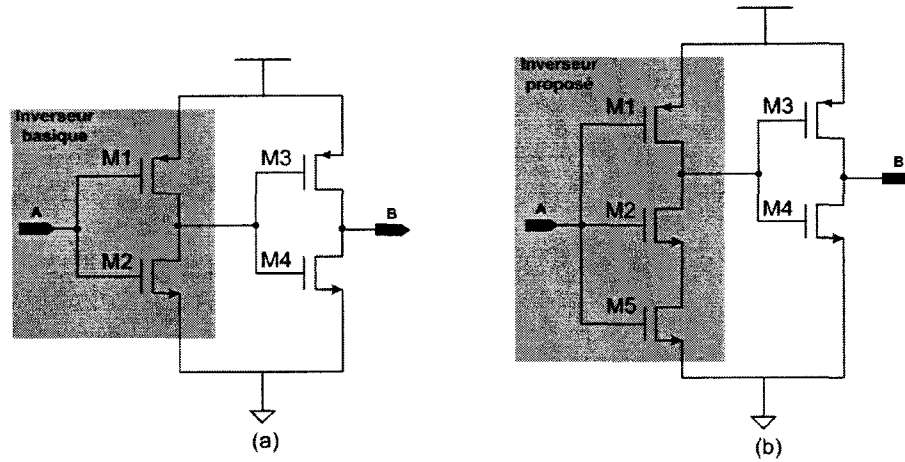 Inverseur
basique
M1
M3
A
B
M2
M4
(a)
Inverseur
proposé
M1
M3
B
A
M2
M4
M5
(b)